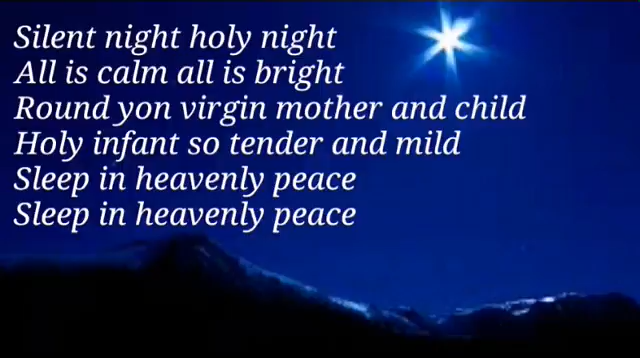 Silent night holy night
All is calm all is bright
Round yon virgin mother and child
Holy infant so tender and mild
Sleep in heavenly peace
Sleep in heavenly peace